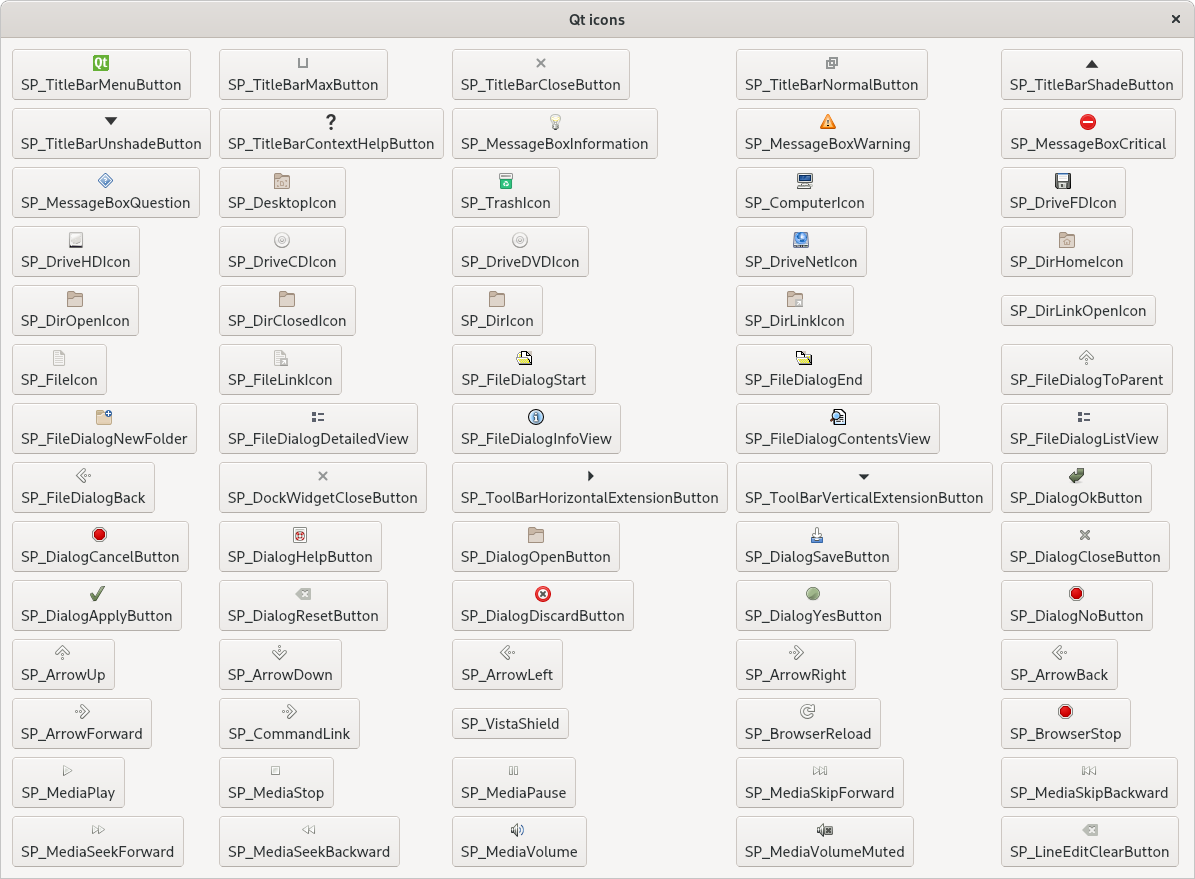 Qt icons
Qt
SP_TitleBarMenuButton
SP_TitleBarMaxButton
SP_TitleBarCloseButton
SP_TitleBarNormalButton
SP_TitleBarShadeButton
SP_TitleBarUnshadeButton
?
SP_TitleBarContextHelpButton
SP_MessageBoxInformation
SP_MessageBoxWarning
SP_MessageBoxCritical
SP_MessageBoxQuestion
SP_DesktopIcon
SP_TrashIcon
SP_ComputerIcon
SP_DriveFDIcon
SP_DriveHDIcon
SP_DriveCDIcon
SP_DriveDVDIcon
SP_DriveNetIcon
SP_DirHomeIcon
SP_DirOpenIcon
SP_DirClosedIcon
SP_DirIcon
SP_DirLinkIcon
SP_DirLinkOpenIcon
SP_FileIcon
SP_FileLinkIcon
SP_FileDialogStart
SP_FileDialogEnd
SP_FileDialogToParent
SP_FileDialogNewFolder
SP_FileDialogDetailedView
SP_FileDialogInfoView
SP_FileDialogContentsView
SP_FileDialogListView
SP_FileDialogBack
SP_DockWidgetCloseButton
SP_ToolBarHorizontalExtensionButton
SP_ToolBarVerticalExtensionButton
SP_DialogOkButton
SP_DialogCancelButton
SP_DialogHelpButton
SP_DialogOpenButton
SP_DialogSaveButton
SP_DialogCloseButton
SP_DialogApplyButton
SP_DialogResetButton
SP_DialogDiscardButton
SP_DialogYesButton
SP_DialogNoButton
SP_ArrowUp
SP_ArrowDown
SP_ArrowLeft
SP_ArrowRight
SP_ArrowBack
SP_ArrowForward
SP_CommandLink
SP_VistaShield
SP_BrowserReload
SP_BrowserStop
SP_MediaPlay
SP_MediaStop
SP_MediaPause
SP_MediaSkipForward
SP_MediaSkipBackward
SP_MediaSeekForward
SP_MediaSeekBackward
SP_MediaVolume
SP_MediaVolumeMuted
SP_LineEditClearButton